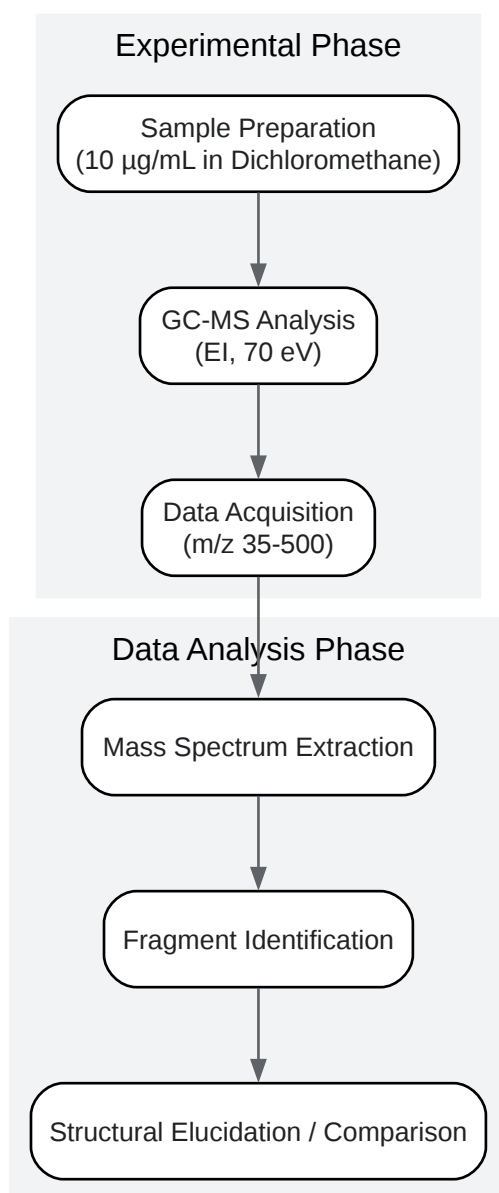 Experimental Phase
Sample Preparation
(10 µg/mL in Dichloromethane)
GC-MS Analysis
(EI, 70 eV)
Data Acquisition
(m/z 35-500)
Data Analysis Phase
Mass Spectrum Extraction
Fragment Identification
Structural Elucidation / Comparison